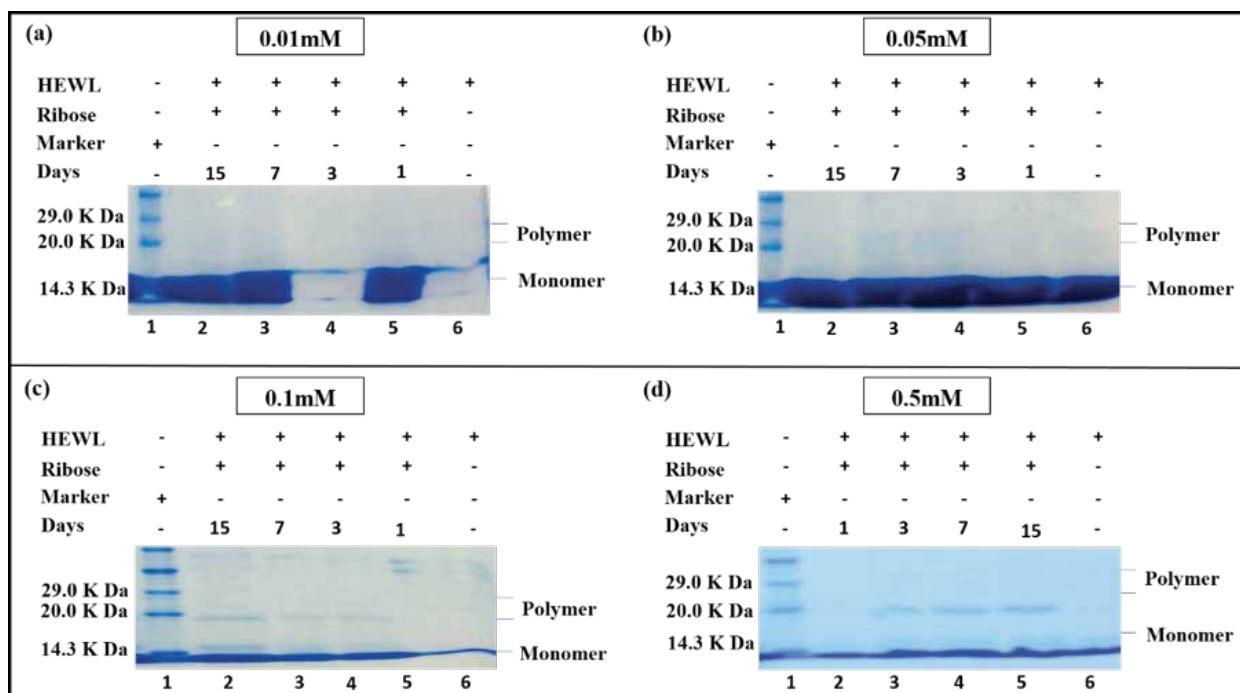 (a) 0.01mM
HEWL - + + + + +
Ribose - + + + + -
Marker + - - - - -
Days - 15 7 3 1 -
29.0 K Da
20.0 K Da
Polymer
14.3 K Da
Monomer
1 2 3 4 5 6
(b) 0.05mM
HEWL - + + + + +
Ribose - + + + + -
Marker + - - - - -
Days - 15 7 3 1 -
29.0 K Da
20.0 K Da
Polymer
14.3 K Da
Monomer
1 2 3 4 5 6
(c) 0.1mM
HEWL - + + + + +
Ribose - + + + + -
Marker + - - - - -
Days - 15 7 3 1 -
29.0 K Da
20.0 K Da
Polymer
14.3 K Da
Monomer
1 2 3 4 5 6
(d) 0.5mM
HEWL - + + + + +
Ribose - + + + + -
Marker + - - - - -
Days - 1 3 7 15 -
29.0 K Da
20.0 K Da
Polymer
14.3 K Da
Monomer
1 2 3 4 5 6